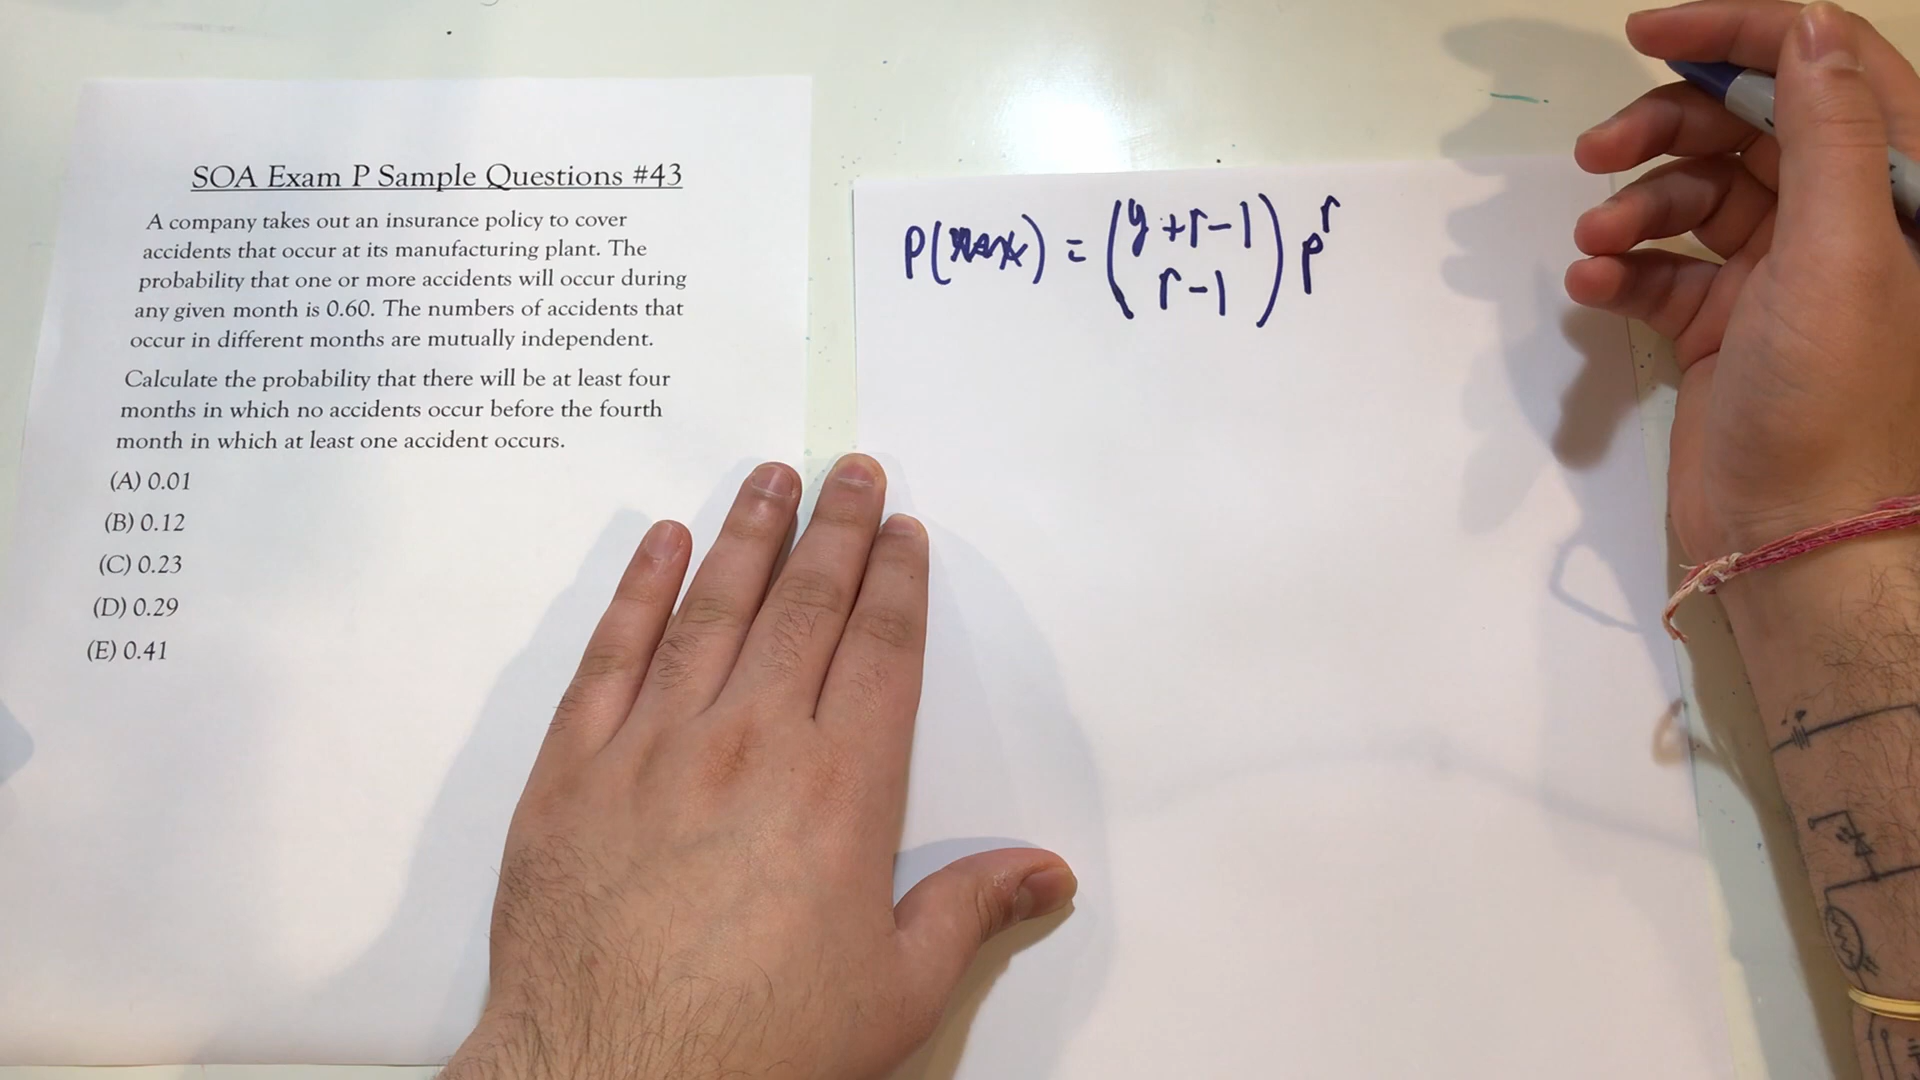 SOA Exam P Sample Questions #43
A company takes out an insurance policy to cover
accidents that occur at its manufacturing plant. The
probability that one or more accidents will occur during
any given month is 0.60. The numbers of accidents that
occur in different months are mutually independent.
Calculate the probability that there will be at least four
months in which no accidents occur before the fourth
month in which at least one accident occurs.
(A) 0.01
(B) 0.12
(C) 0.23
(D) 0.29
(E) 0.41
P( ) = (y+r-1
r-1) p^r